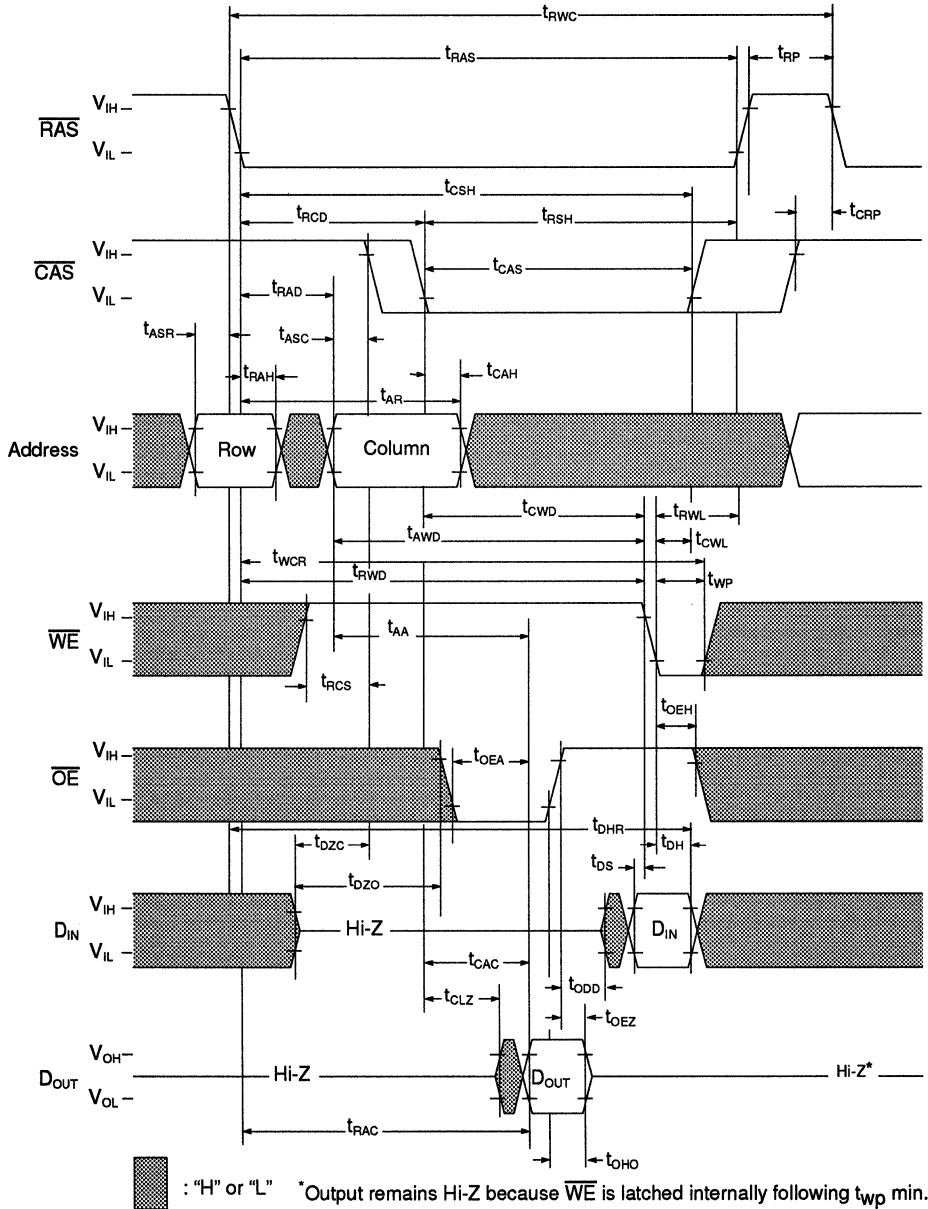 tRWC
tRAS
tRP
RAS
VIH
VIL
tCSH
tRCD
tRSH
tCRP
CAS
VIH
VIL
tCAS
tRAD
tASR
tASC
tRAH
tCAH
tAR
Address
VIH
VIL
Row
Column
tCWD
tRWL
tAWD
tCWL
tWCR
tRWD
tWP
WE
VIH
VIL
tAA
tRCS
tOEH
OE
VIH
VIL
tOEA
tDHR
tDZC
tDH
tDS
tDZO
DIN
VIH
VIL
Hi-Z
DIN
tCAC
tODD
tCLZ
tOEZ
DOUT
VOH
VOL
Hi-Z
DOUT
Hi-Z*
tRAC
tOHO
: "H" or "L" *Output remains Hi-Z because WE is latched internally following twp min.